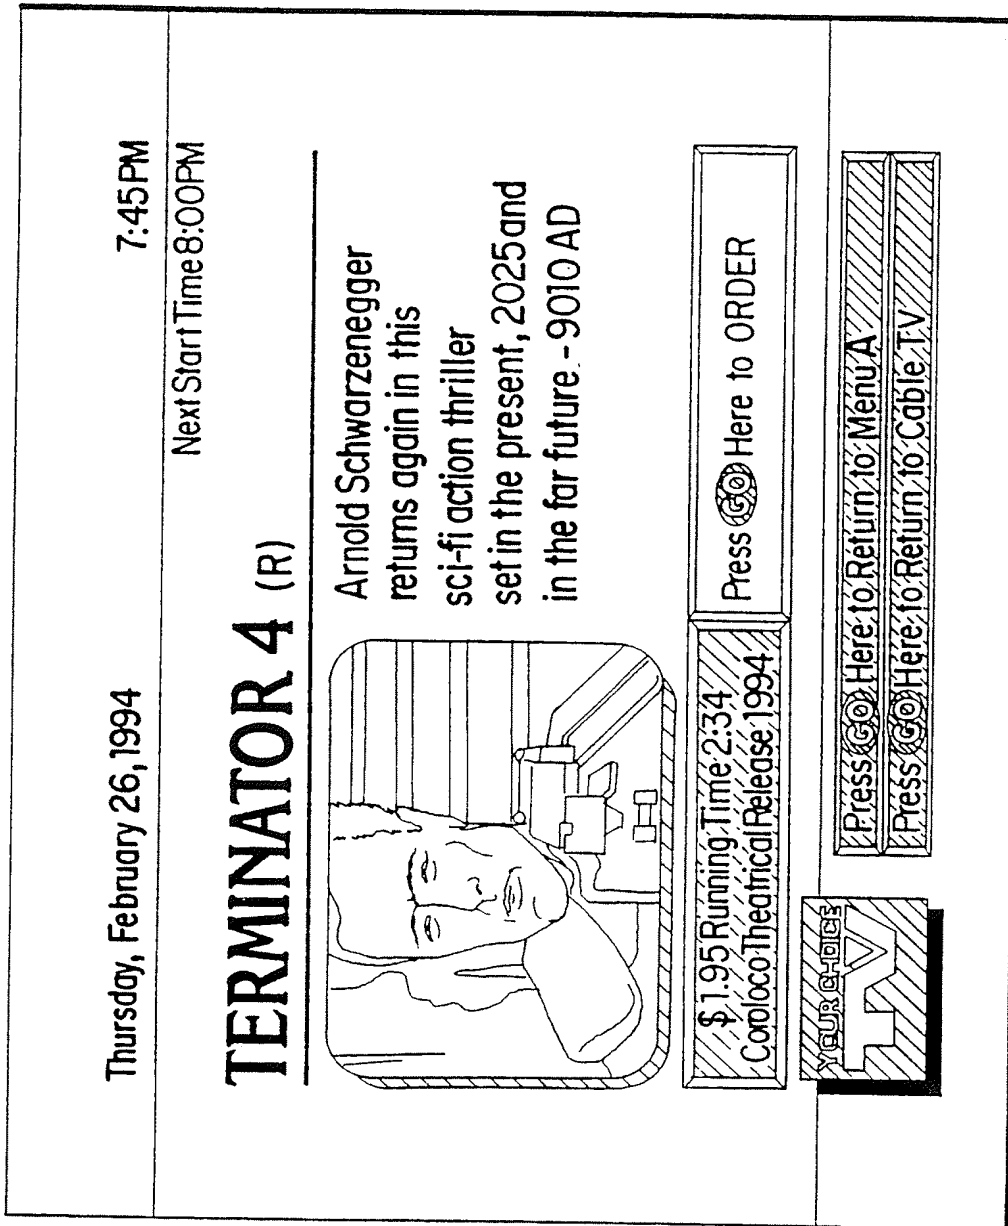 Thursday, February 26, 1994 7:45PM
Next Start Time 8:00PM
TERMINATOR 4 (R)
Arnold Schwarzenegger
returns again in this
sci-fi action thriller
set in the present, 2025 and
in the far future - 9010 AD
$1.95 Running Time 2:34
Coroloco Theatrical Release 1994
Press GO Here to ORDER
YOUR CHOICE
TV
Press GO Here to Return to Menu A
Press GO Here to Return to Cable TV